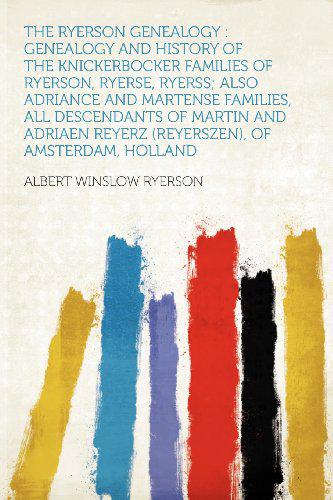 THE RYERSON GENEALOGY :
GENEALOGY AND HISTORY OF
THE KNICKERBOCKER FAMILIES OF
RYERSON, RYERSE, RYERSS; ALSO
ADRIANCE AND MARTENSE FAMILIES,
ALL DESCENDANTS OF MARTIN AND
ADRIAEN REYERZ (REYERSZEN), OF
AMSTERDAM, HOLLAND
ALBERT WINSLOW RYERSON